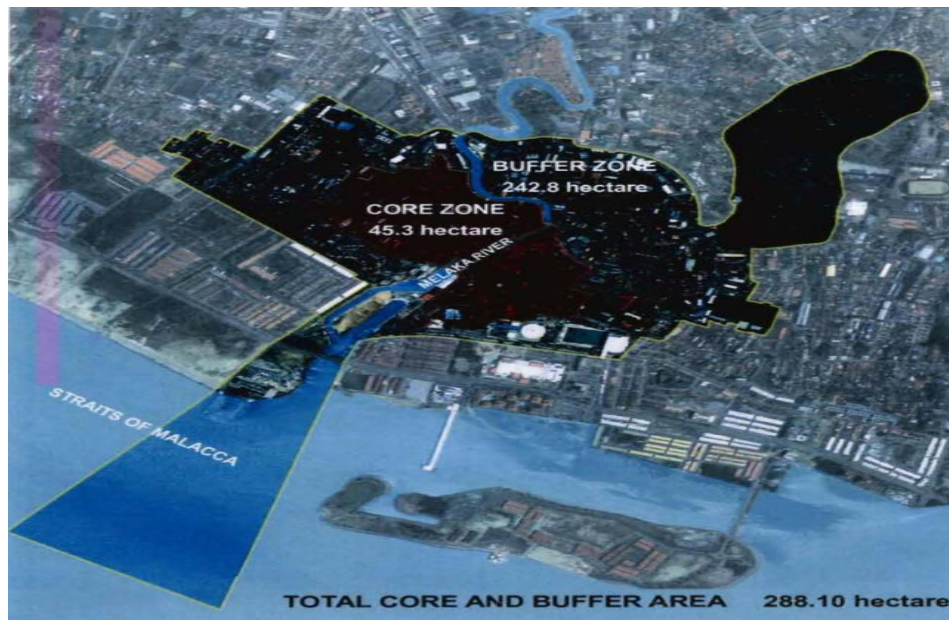 BUFFER ZONE
242.8 hectare
CORE ZONE
45.3 hectare
MELAKA RIVER
STRAITS OF MALACCA
TOTAL CORE AND BUFFER AREA 288.10 hectare